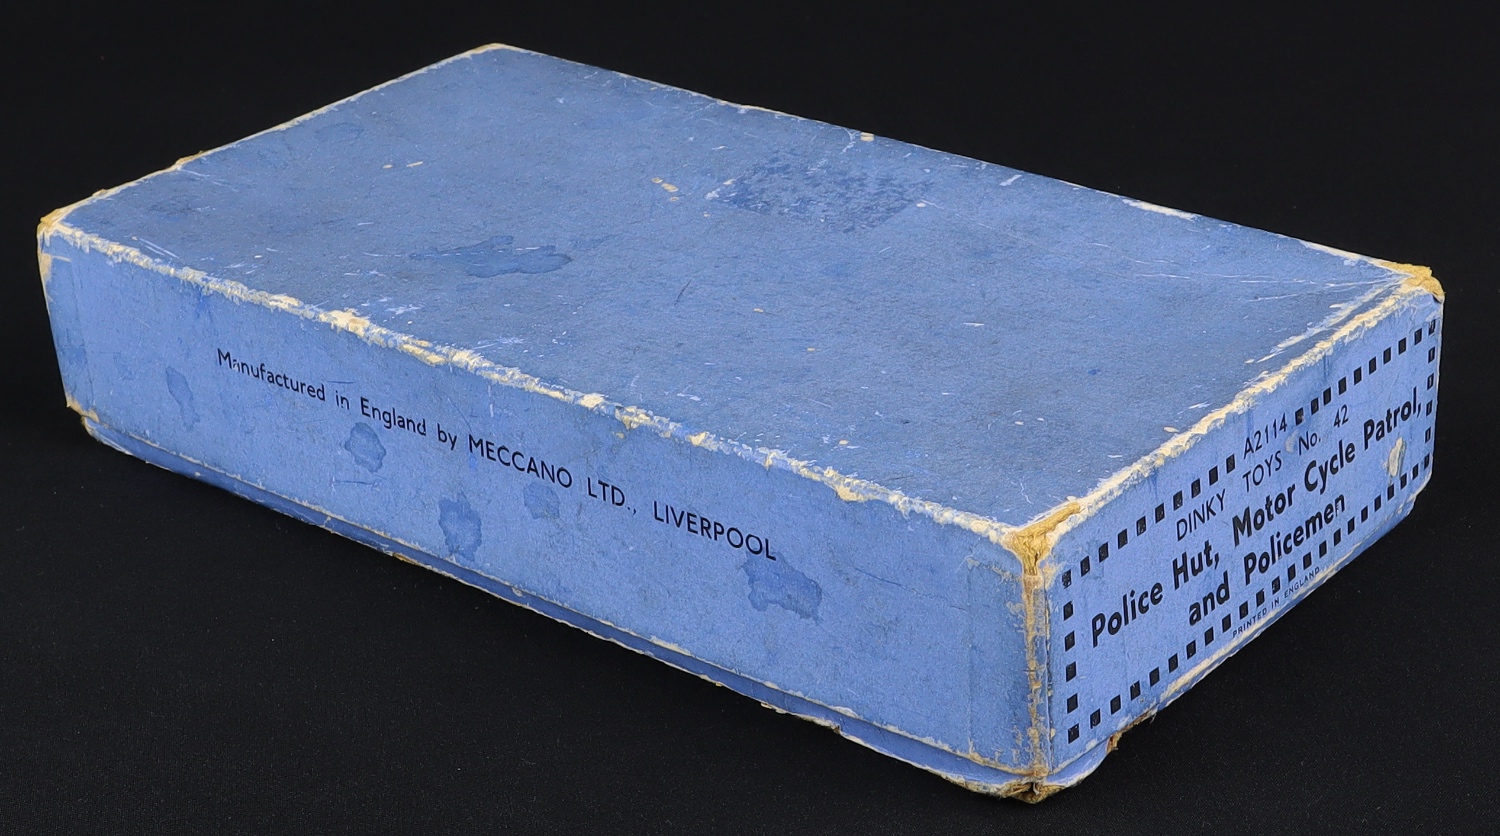 Manufactured in England by MECCANO LTD., LIVERPOOL
A2114
DINKY TOYS No. 42
Police Hut, Motor Cycle Patrol,
and Policemen
PRINTED IN ENGLAND